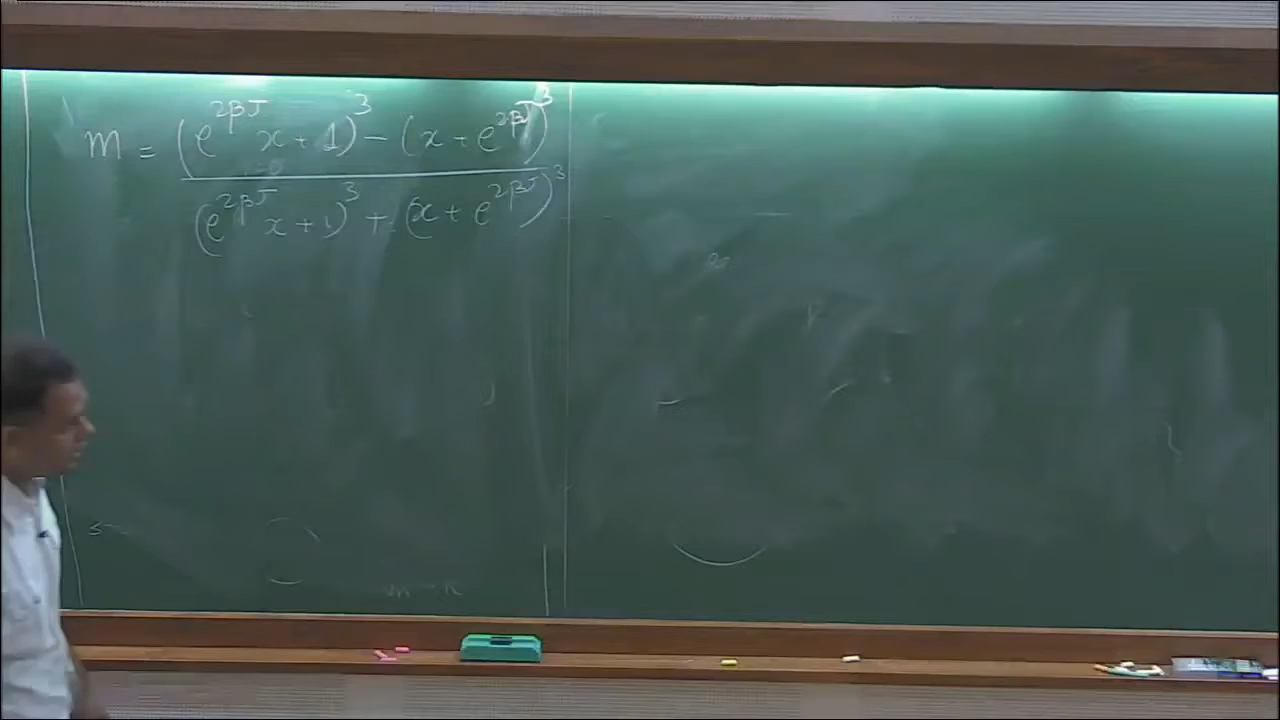 m = (e^{2βJ} x + 1)^3 - (x + e^{2βJ})^3
(e^{2βJ} x + 1)^3 + (x + e^{2βJ})^3